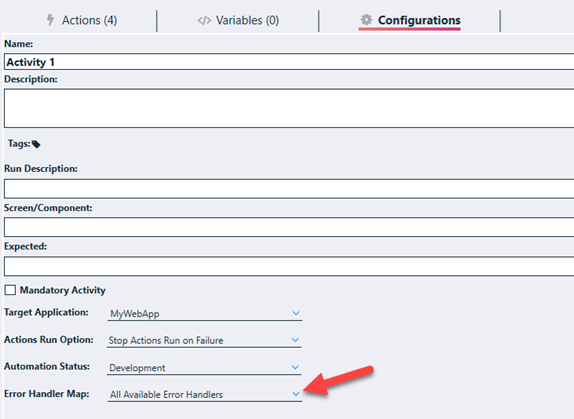 Actions (4) Variables (0) Configurations
Name:
Activity 1
Description:
Tags:
Run Description:
Screen/Component:
Expected:
Mandatory Activity
Target Application: MyWebApp
Actions Run Option: Stop Actions Run on Failure
Automation Status: Development
Error Handler Map: All Available Error Handlers